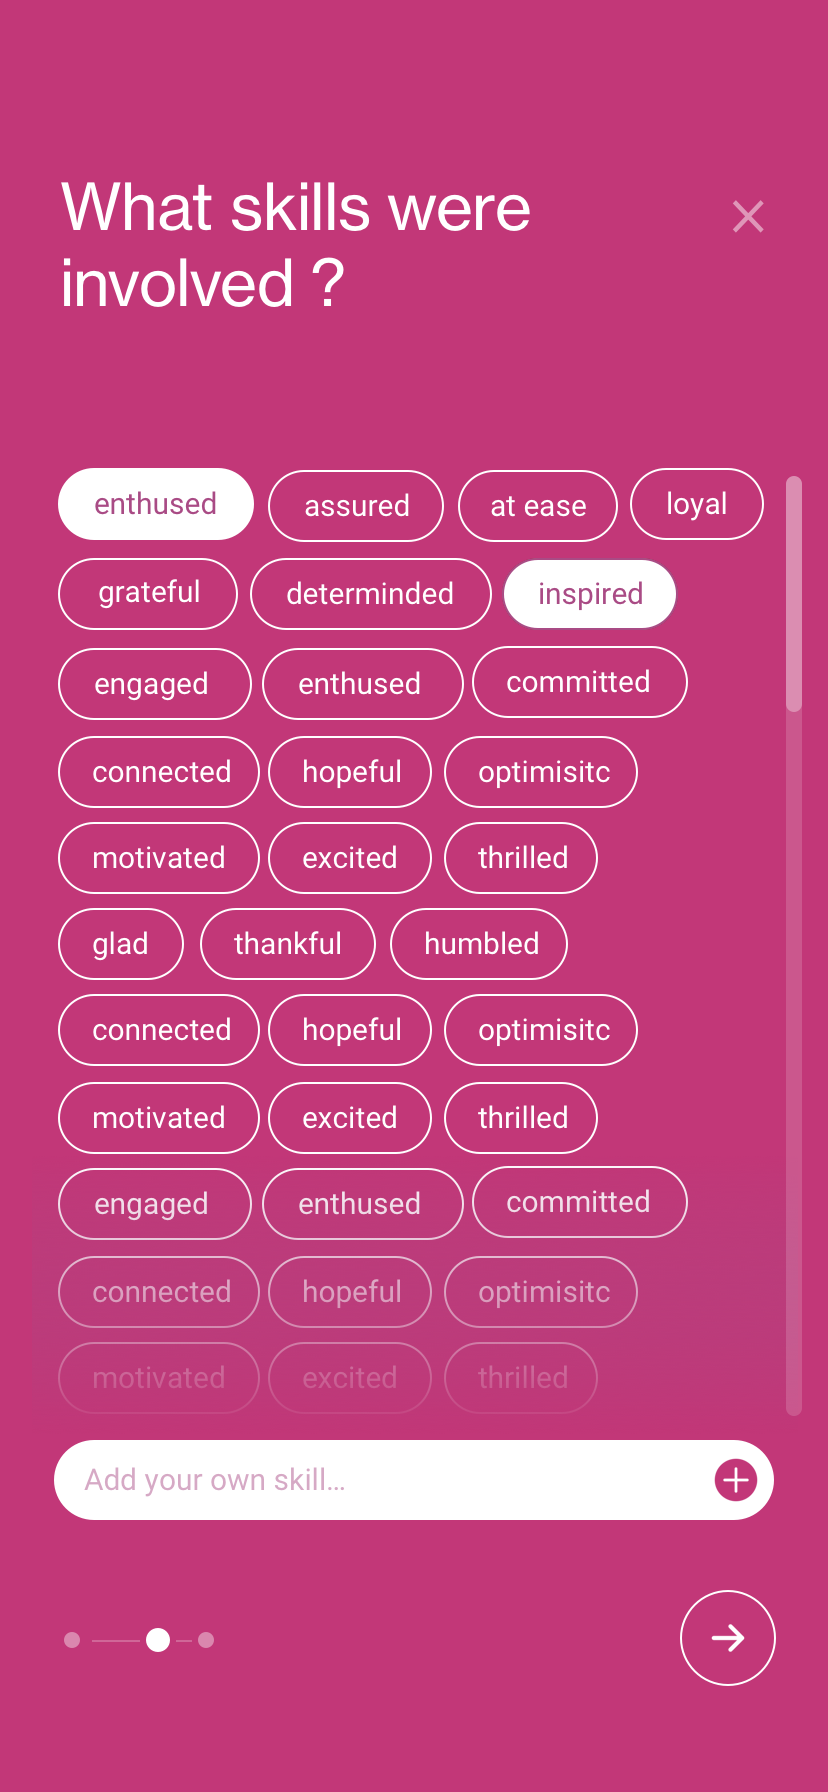 What skills were
involved ?
enthused assured at ease loyal
grateful determinded inspired
engaged enthused committed
connected hopeful optimisitc
motivated excited thrilled
glad thankful humbled
connected hopeful optimisitc
motivated excited thrilled
engaged enthused committed
connected hopeful optimisitc
motivated excited thrilled
Add your own skill...